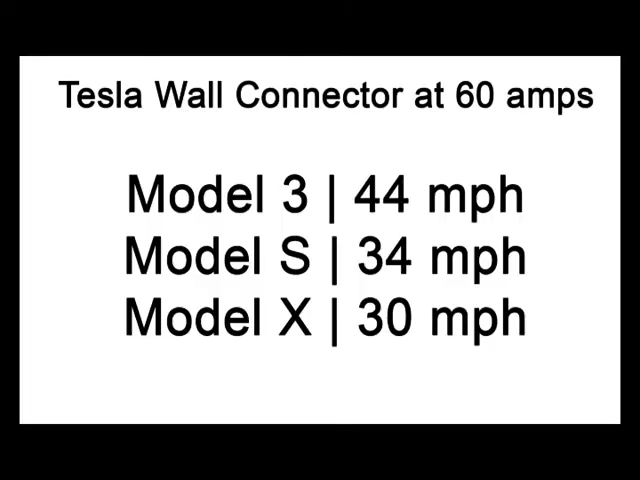 Tesla Wall Connector at 60 amps
Model 3 | 44 mph
Model S | 34 mph
Model X | 30 mph